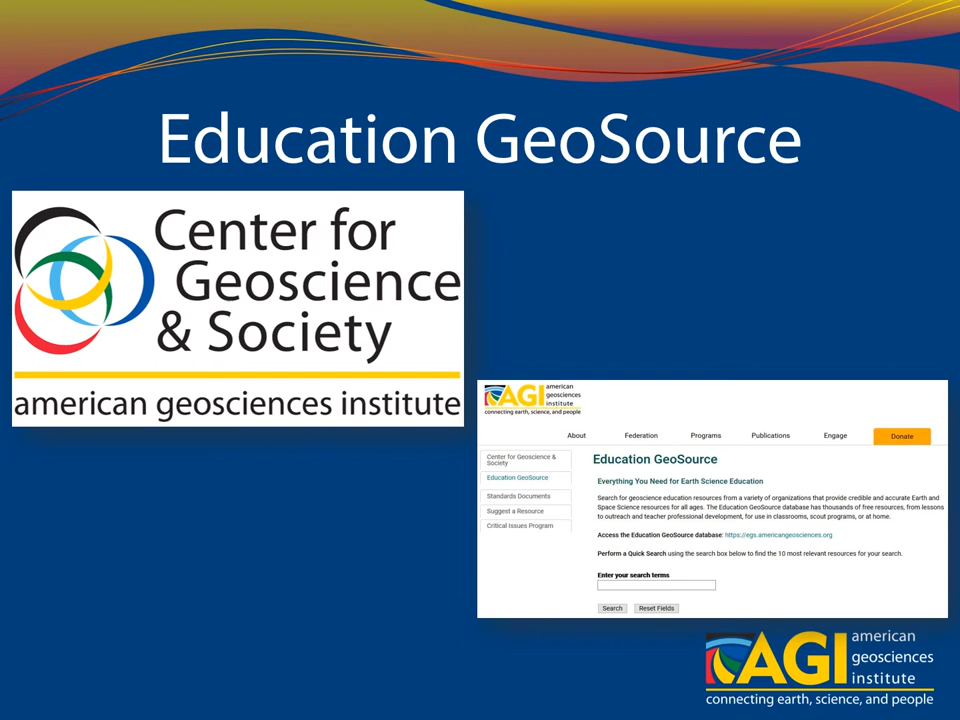 Education GeoSource
Center for
Geoscience
& Society
american geosciences institute
AGI
american
geosciences
institute
connecting earth, science, and people
About Federation Programs Publications Engage Donate
Center for Geoscience &
Society
Education GeoSource
Standards Documents
Suggest a Resource
Critical Issues Program
Education GeoSource
Everything You Need for Earth Science Education
Search for geoscience education resources from a variety of organizations that provide credible and accurate Earth and
Space Science resources for all ages. The Education GeoSource database has thousands of free resources, from lessons
to outreach and teacher professional development, for use in classrooms, scout programs, or at home.
Access the Education GeoSource database: https://egs.americangeosciences.org
Perform a Quick Search using the search box below to find the 10 most relevant resources for your search.
Enter your search terms
Search Reset Fields
AGI
american
geosciences
institute
connecting earth, science, and people